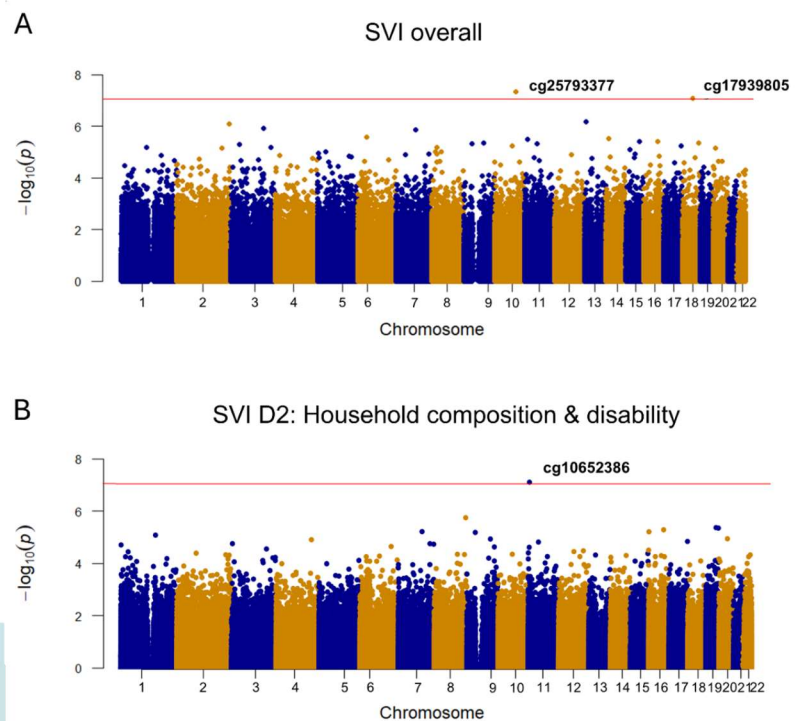 A
SVI overall
8
cg25793377
cg17939805
6
4
2
0
−log10(p)
1 2 3 4 5 6 7 8 9 10 11 12 13 14 15 16 17 18 19 20 21 22
Chromosome
B
SVI D2: Household composition & disability
8
cg10652386
6
4
2
0
−log10(p)
1 2 3 4 5 6 7 8 9 10 11 12 13 14 15 16 17 18 19 20 21 22
Chromosome